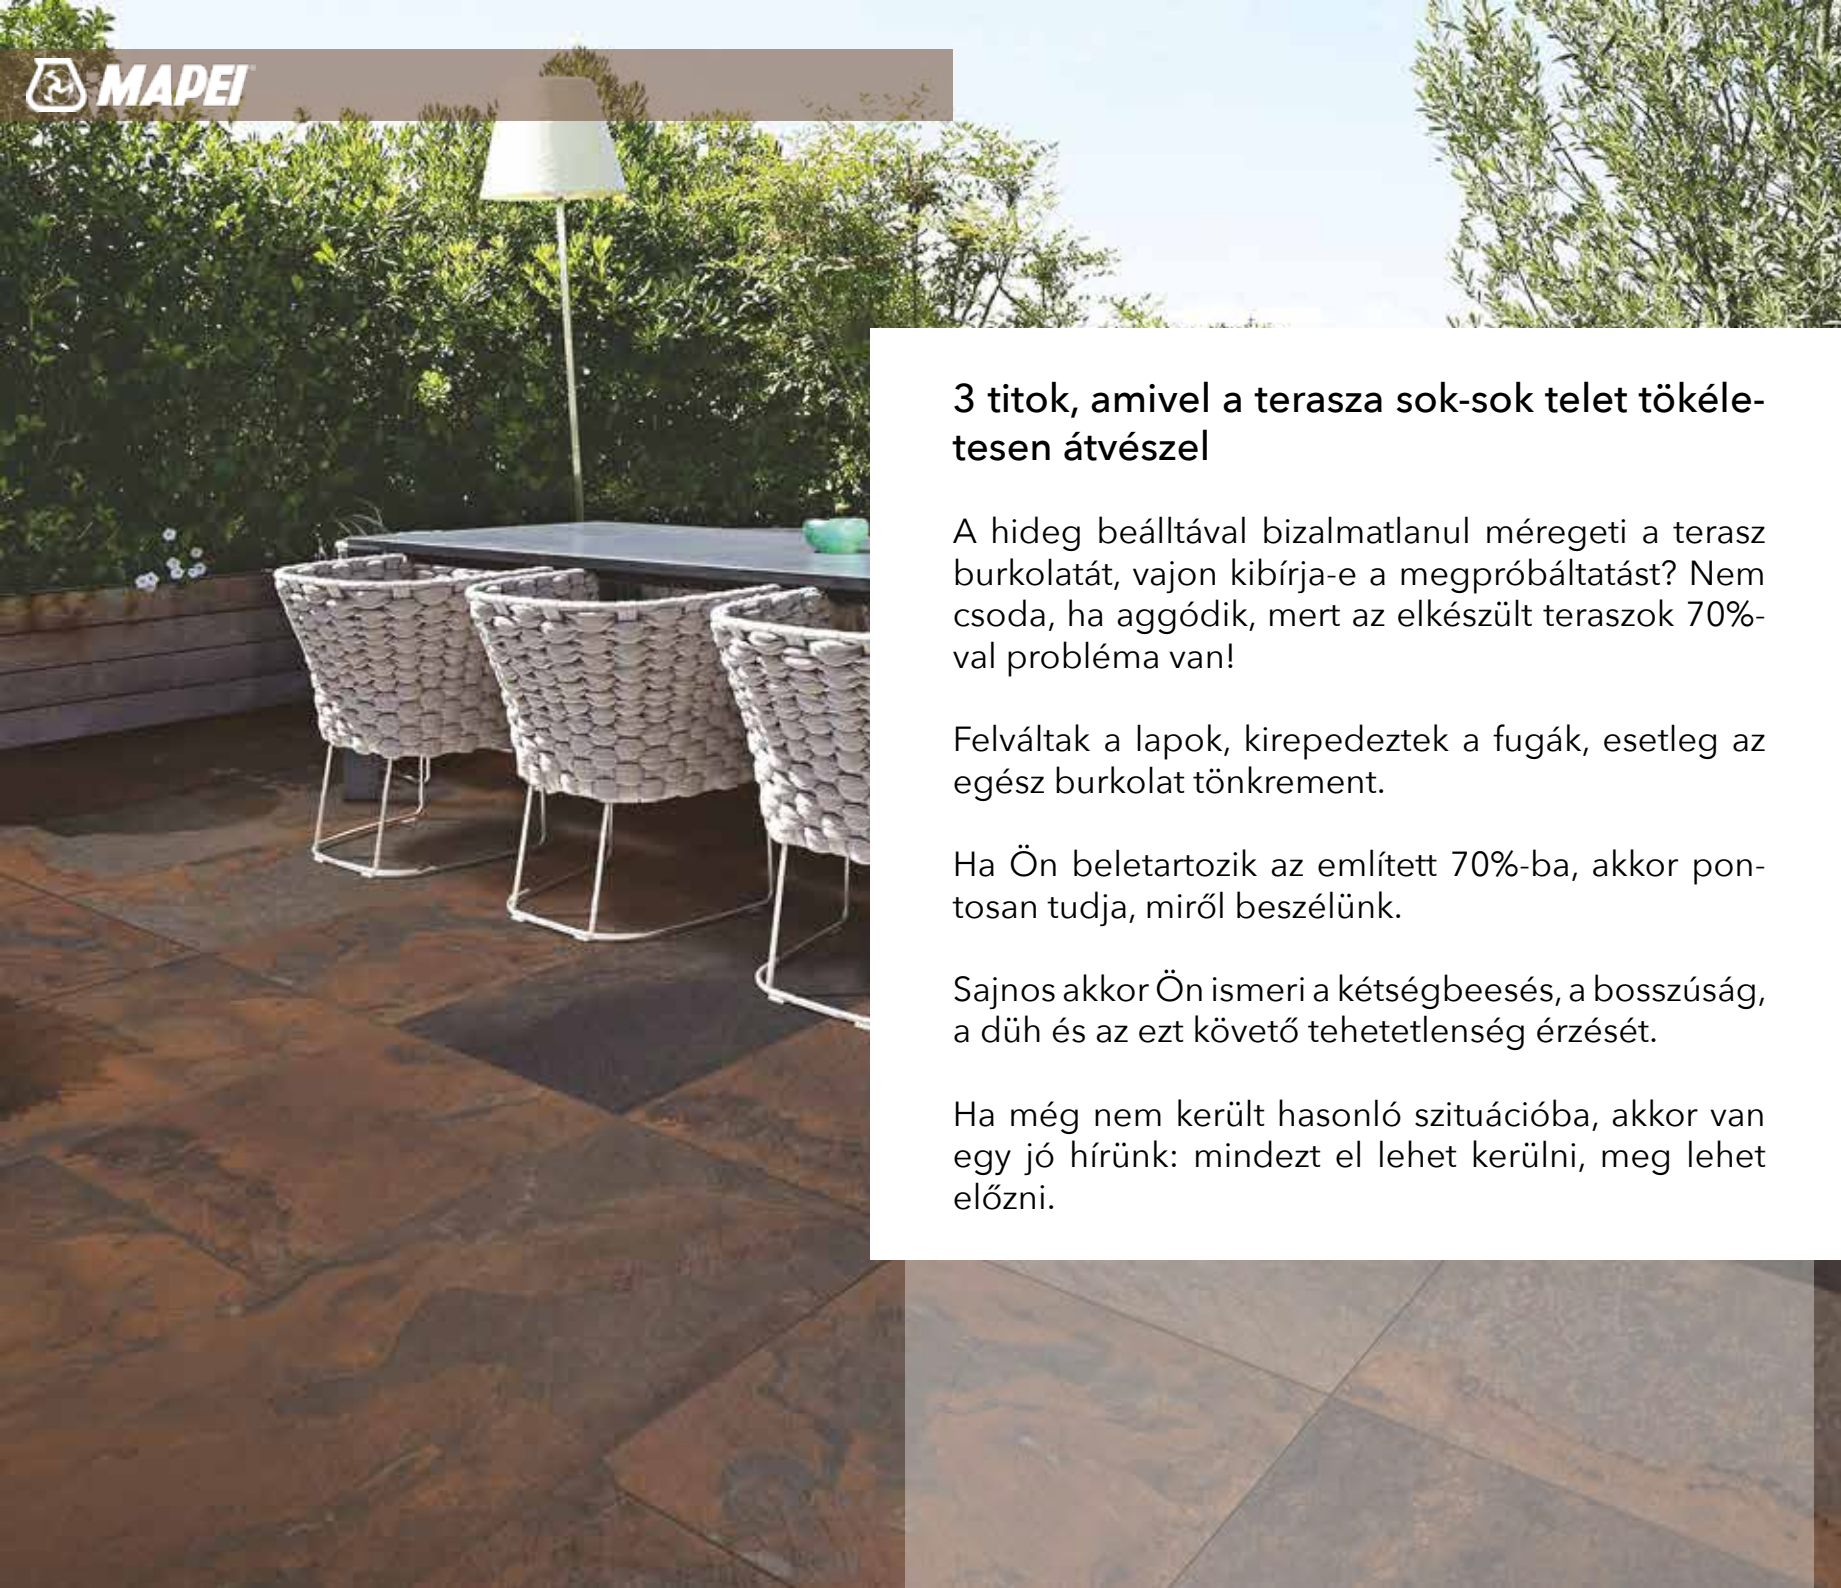 MAPEI
3 titok, amivel a terasza sok-sok telet tökéle-
tesen átvészel
A hideg beálltával bizalmatlanul méregeti a terasz
burkolatát, vajon kibírja-e a megpróbáltatást? Nem
csoda, ha aggódik, mert az elkészült teraszok 70%-
val probléma van!
Felváltak a lapok, kirepedeztek a fugák, esetleg az
egész burkolat tönkrement.
Ha Ön beletartozik az említett 70%-ba, akkor pon-
tosan tudja, miről beszélünk.
Sajnos akkor Ön ismeri a kétségbeesés, a bosszúság,
a düh és az ezt követő tehetetlenség érzését.
Ha még nem került hasonló szituációba, akkor van
egy jó hírünk: mindezt el lehet kerülni, meg lehet
előzni.